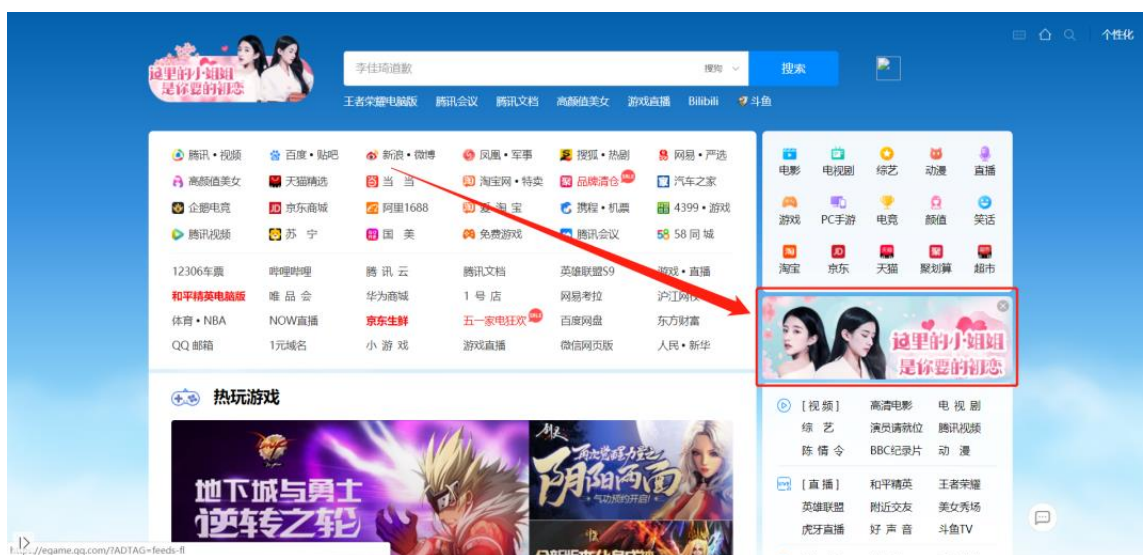 个性化
这里的小姐姐
是你要的初恋
李佳琦道歉 搜狗 搜索
王者荣耀电脑版 腾讯会议 腾讯文档 高颜值美女 游戏直播 Bilibili 斗鱼
腾讯•视频 百度•贴吧 新浪•微博 凤凰•军事 搜狐•热剧 网易•严选
高颜值美女 天猫精选 当 当 淘宝网•特卖 品牌清仓 汽车之家
企鹅电竞 京东商城 阿里1688 爱 淘 宝 携程•机票 4399•游戏
腾讯视频 苏 宁 国 美 免费游戏 腾讯会议 58 同 城
12306车票 哔哩哔哩 腾 讯 云 腾讯文档 英雄联盟S9 游戏•直播
和平精英电脑版 唯 品 会 华为商城 1 号 店 网易考拉 沪江网校
体育•NBA NOW直播 京东生鲜 五一家电狂欢 百度网盘 东方财富
QQ 邮箱 1元域名 小 游 戏 游戏直播 微信网页版 人民•新华
电影 电视剧 综艺 动漫 直播
游戏 PC手游 电竞 颜值 笑话
淘宝 京东 天猫 聚划算 超市
这里的小姐姐
是你要的初恋
热玩游戏
地下城与勇士
逆转之轮
再次觉醒力量之
阴阳两面
气功预约开启!
[视频] 高清电影 电 视 剧
综 艺 演员请就位 腾讯视频
陈 情 令 BBC纪录片 动 漫
[直播] 和平精英 王者荣耀
英雄联盟 附近交友 美女秀场
虎牙直播 好 声 音 斗鱼TV
://egame.qq.com/?ADTAG=feeds-fl